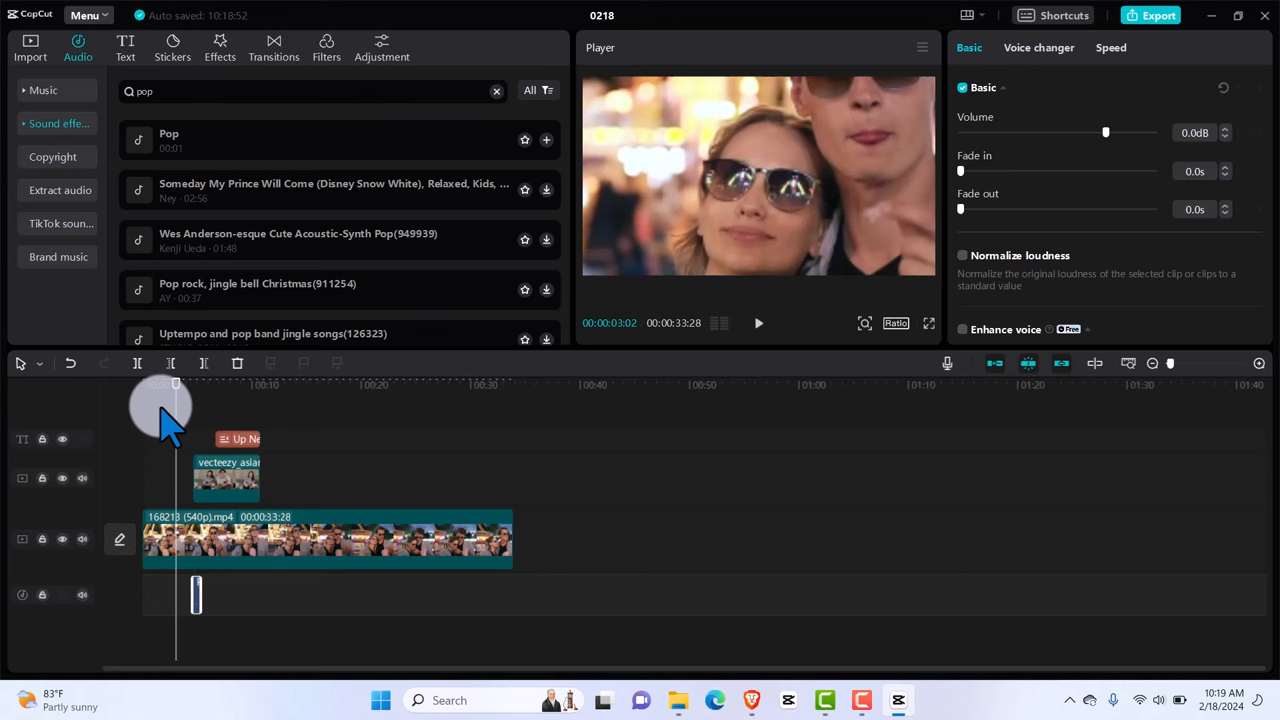 CapCut
Menu
Auto saved: 10:18:52
0218
Shortcuts
Export
Import
Audio
Text
Stickers
Effects
Transitions
Filters
Adjustment
Music
Sound effe...
Copyright
Extract audio
TikTok soun...
Brand music
pop
All
Pop
00:01
Someday My Prince Will Come (Disney Snow White), Relaxed, Kids, ...
Ney · 02:56
Wes Anderson-esque Cute Acoustic-Synth Pop(949939)
Kenji Ueda · 01:48
Pop rock, jingle bell Christmas(911254)
AY · 00:37
Uptempo and pop band jingle songs(126323)
Player
00:00:03:02
00:00:33:28
Ratio
Basic
Voice changer
Speed
Basic
Volume
0.0dB
Fade in
0.0s
Fade out
0.0s
Normalize loudness
Normalize the original loudness of the selected clip or clips to a
standard value
Enhance voice
Free
00:10
00:20
00:30
00:40
00:50
01:00
01:10
01:20
01:30
01:40
TI
Up Ne
vecteezy_asian
168213 (540p).mp4
00:00:33:28
83°F
Partly sunny
Search
10:19 AM
2/18/2024